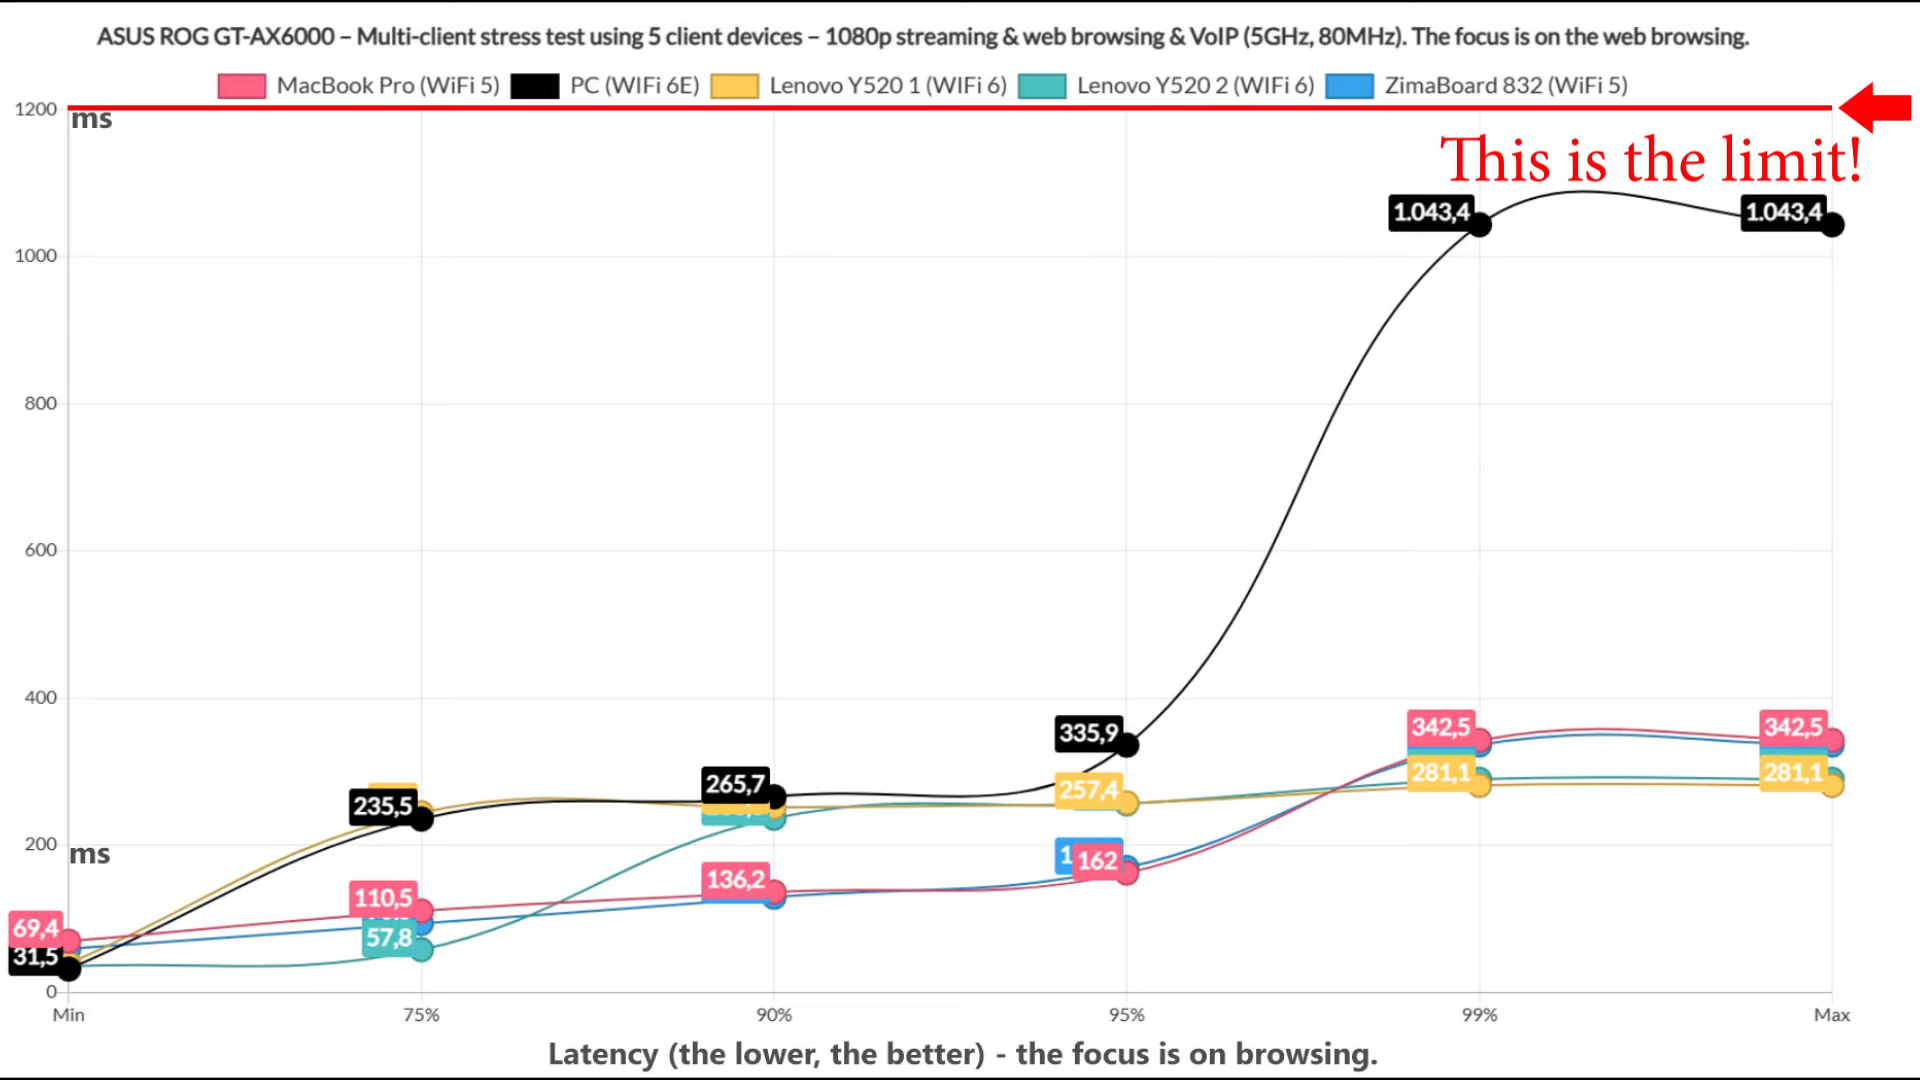 ASUS ROG GT-AX6000 – Multi-client stress test using 5 client devices – 1080p streaming & web browsing & VoIP (5GHz, 80MHz). The focus is on the web browsing.
MacBook Pro (WiFi 5) PC (WIFi 6E) Lenovo Y520 1 (WIFi 6) Lenovo Y520 2 (WIFi 6) ZimaBoard 832 (WiFi 5)
1200
ms
This is the limit!
1.043,4 1.043,4
1000
800
600
400
335,9 342,5 342,5
265,7 257,4 281,1 281,1
235,5
200
ms
162
136,2
110,5
69,4 57,8
31,5
0
Min 75% 90% 95% 99% Max
Latency (the lower, the better) - the focus is on browsing.